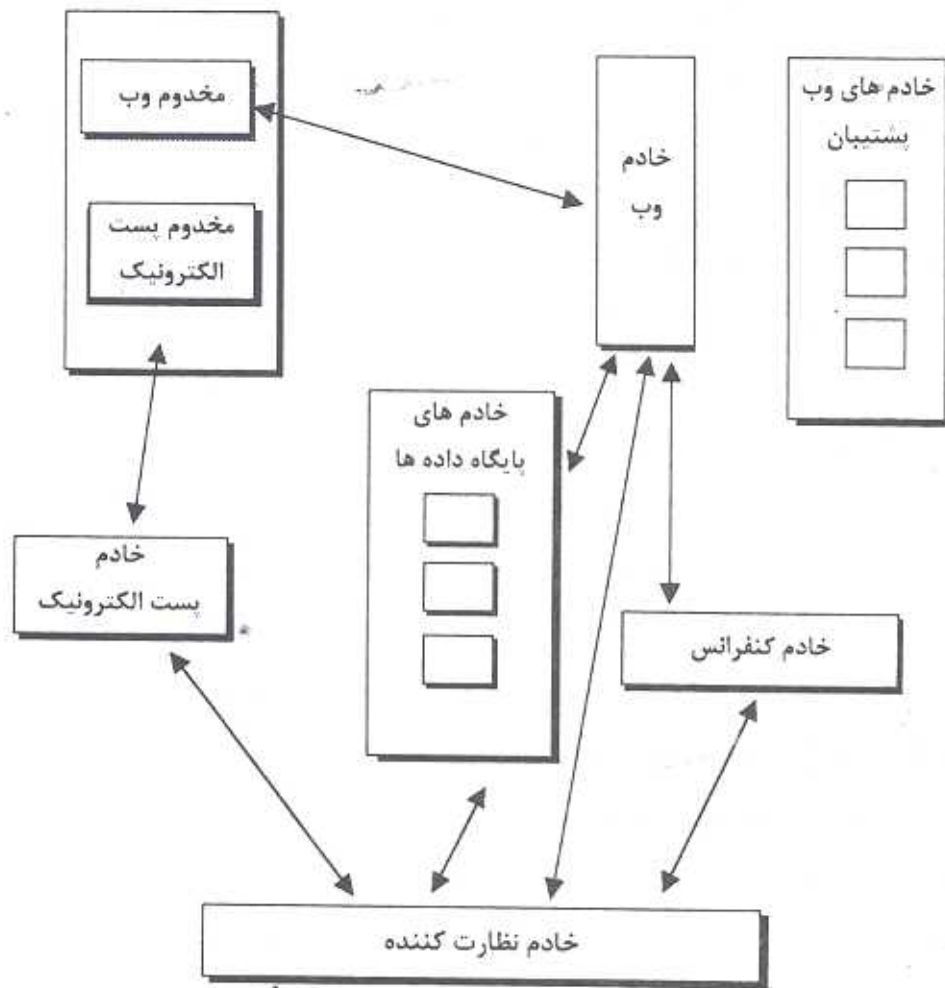 مخدوم وب
مخدوم پست
الکترونیک
خادم
وب
خادم های وب
پشتیبان
خادم های
پایگاه داده ها
خادم
پست الکترونیک
خادم کنفرانس
خادم نظارت کننده